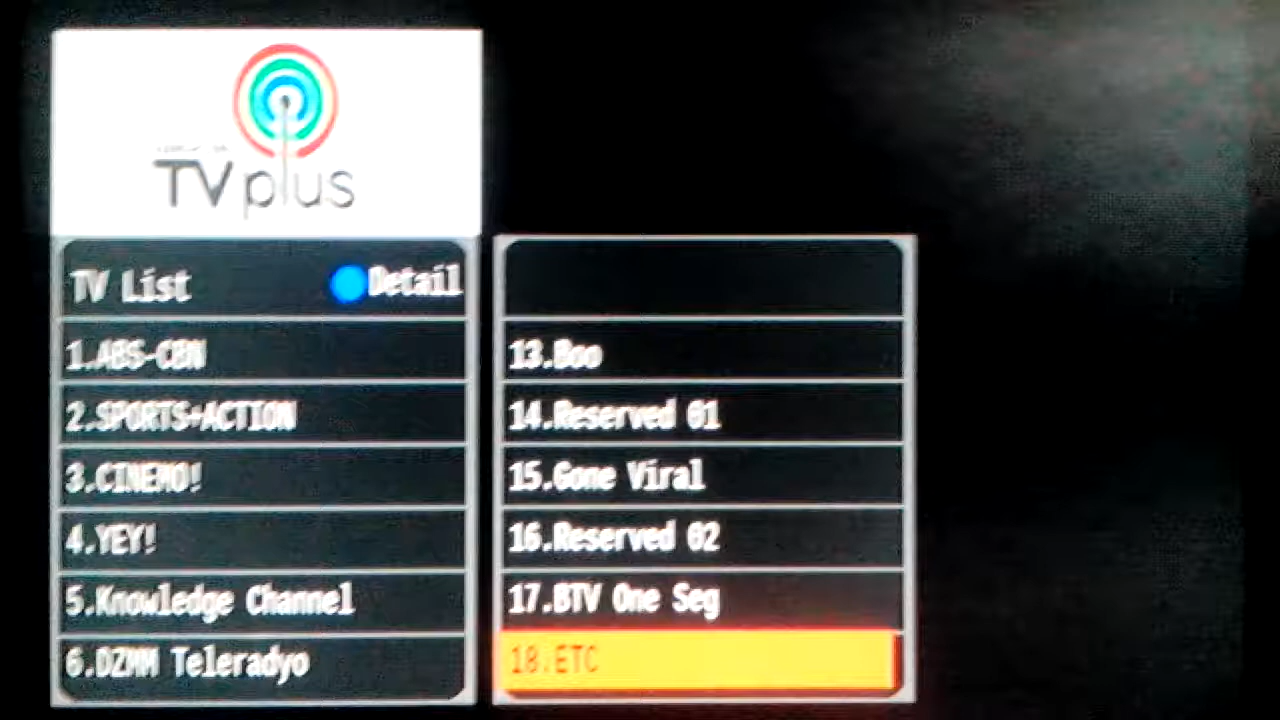 TVplus
TV List Detail
1.ABS-CBN
2.SPORTS+ACTION
3.CINEMO!
4.YEY!
5.Knowledge Channel
6.DZMM Teleradyo
13.Boo
14.Reserved 01
15.Gone Viral
16.Reserved 02
17.BTV One Seg
18.ETC